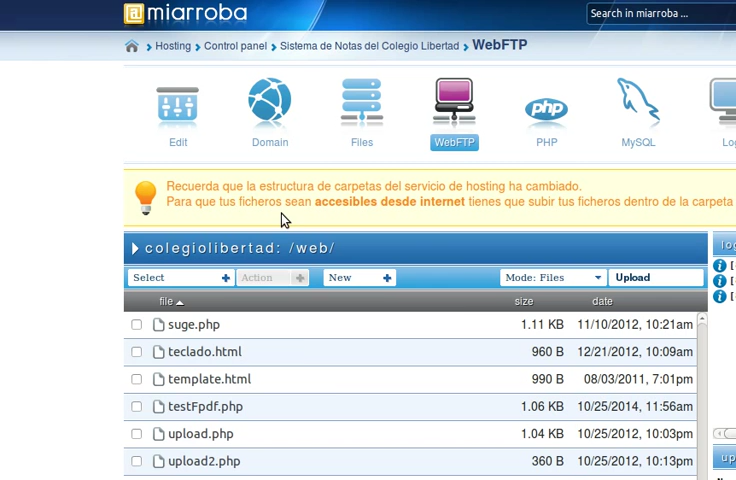 @miarroba
Search in miarroba ...
Hosting Control panel Sistema de Notas del Colegio Libertad WebFTP
Edit Domain Files WebFTP PHP MySQL
php
Recuerda que la estructura de carpetas del servicio de hosting ha cambiado.
Para que tus ficheros sean accesibles desde internet tienes que subir tus ficheros dentro de la carpeta
colegiolibertad: /web/
Select + Action + New + Mode: Files Upload
file size date
suge.php 1.11 KB 11/10/2012, 10:21am
teclado.html 960 B 12/21/2012, 10:09am
template.html 990 B 08/03/2011, 7:01pm
testFpdf.php 1.06 KB 10/25/2014, 11:56am
upload.php 1.04 KB 10/25/2012, 10:03pm
upload2.php 360 B 10/25/2012, 10:13pm